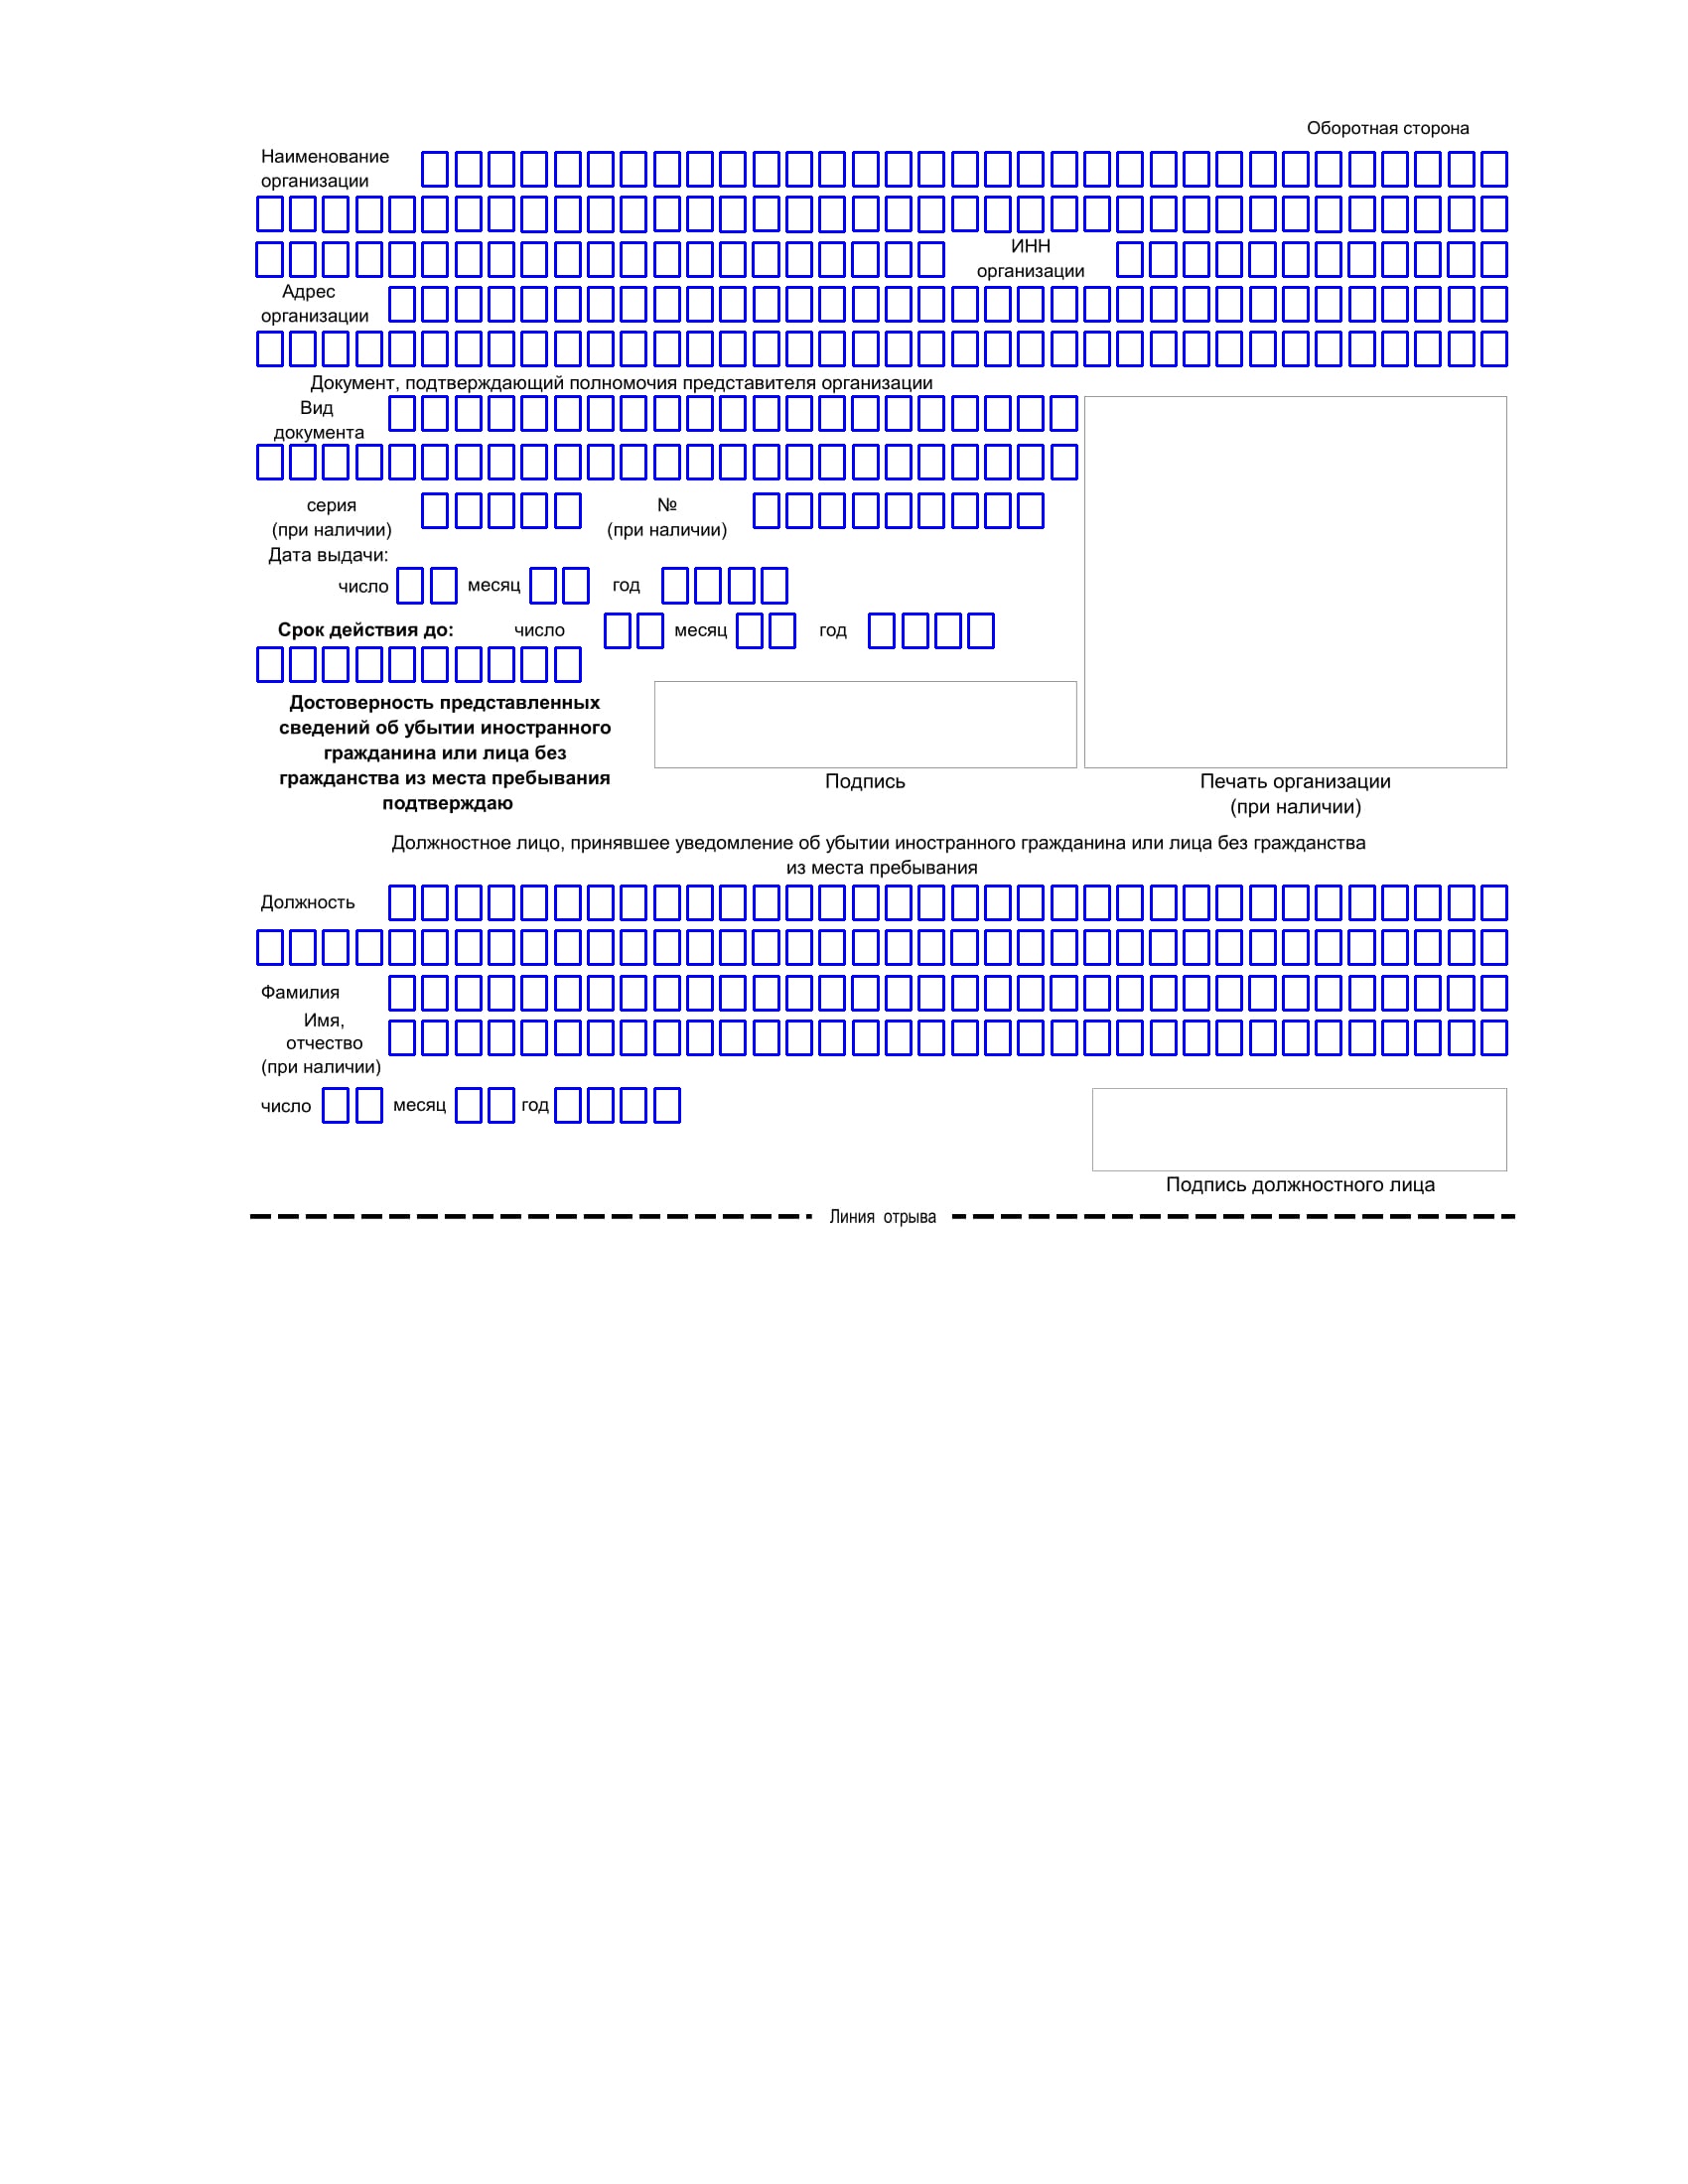 Оборотная сторона
Наименование
организации
ИНН
организации
Адрес
организации
Документ, подтверждающий полномочия представителя организации
Вид
документа
серия
(при наличии)
№
(при наличии)
Дата выдачи:
число месяц год
Срок действия до: число месяц год
Достоверность представленных
сведений об убытии иностранного
гражданина или лица без
гражданства из места пребывания
подтверждаю
Подпись
Печать организации
(при наличии)
Должностное лицо, принявшее уведомление об убытии иностранного гражданина или лица без гражданства
из места пребывания
Должность
Фамилия
Имя,
отчество
(при наличии)
число месяц год
Подпись должностного лица
Линия отрыва